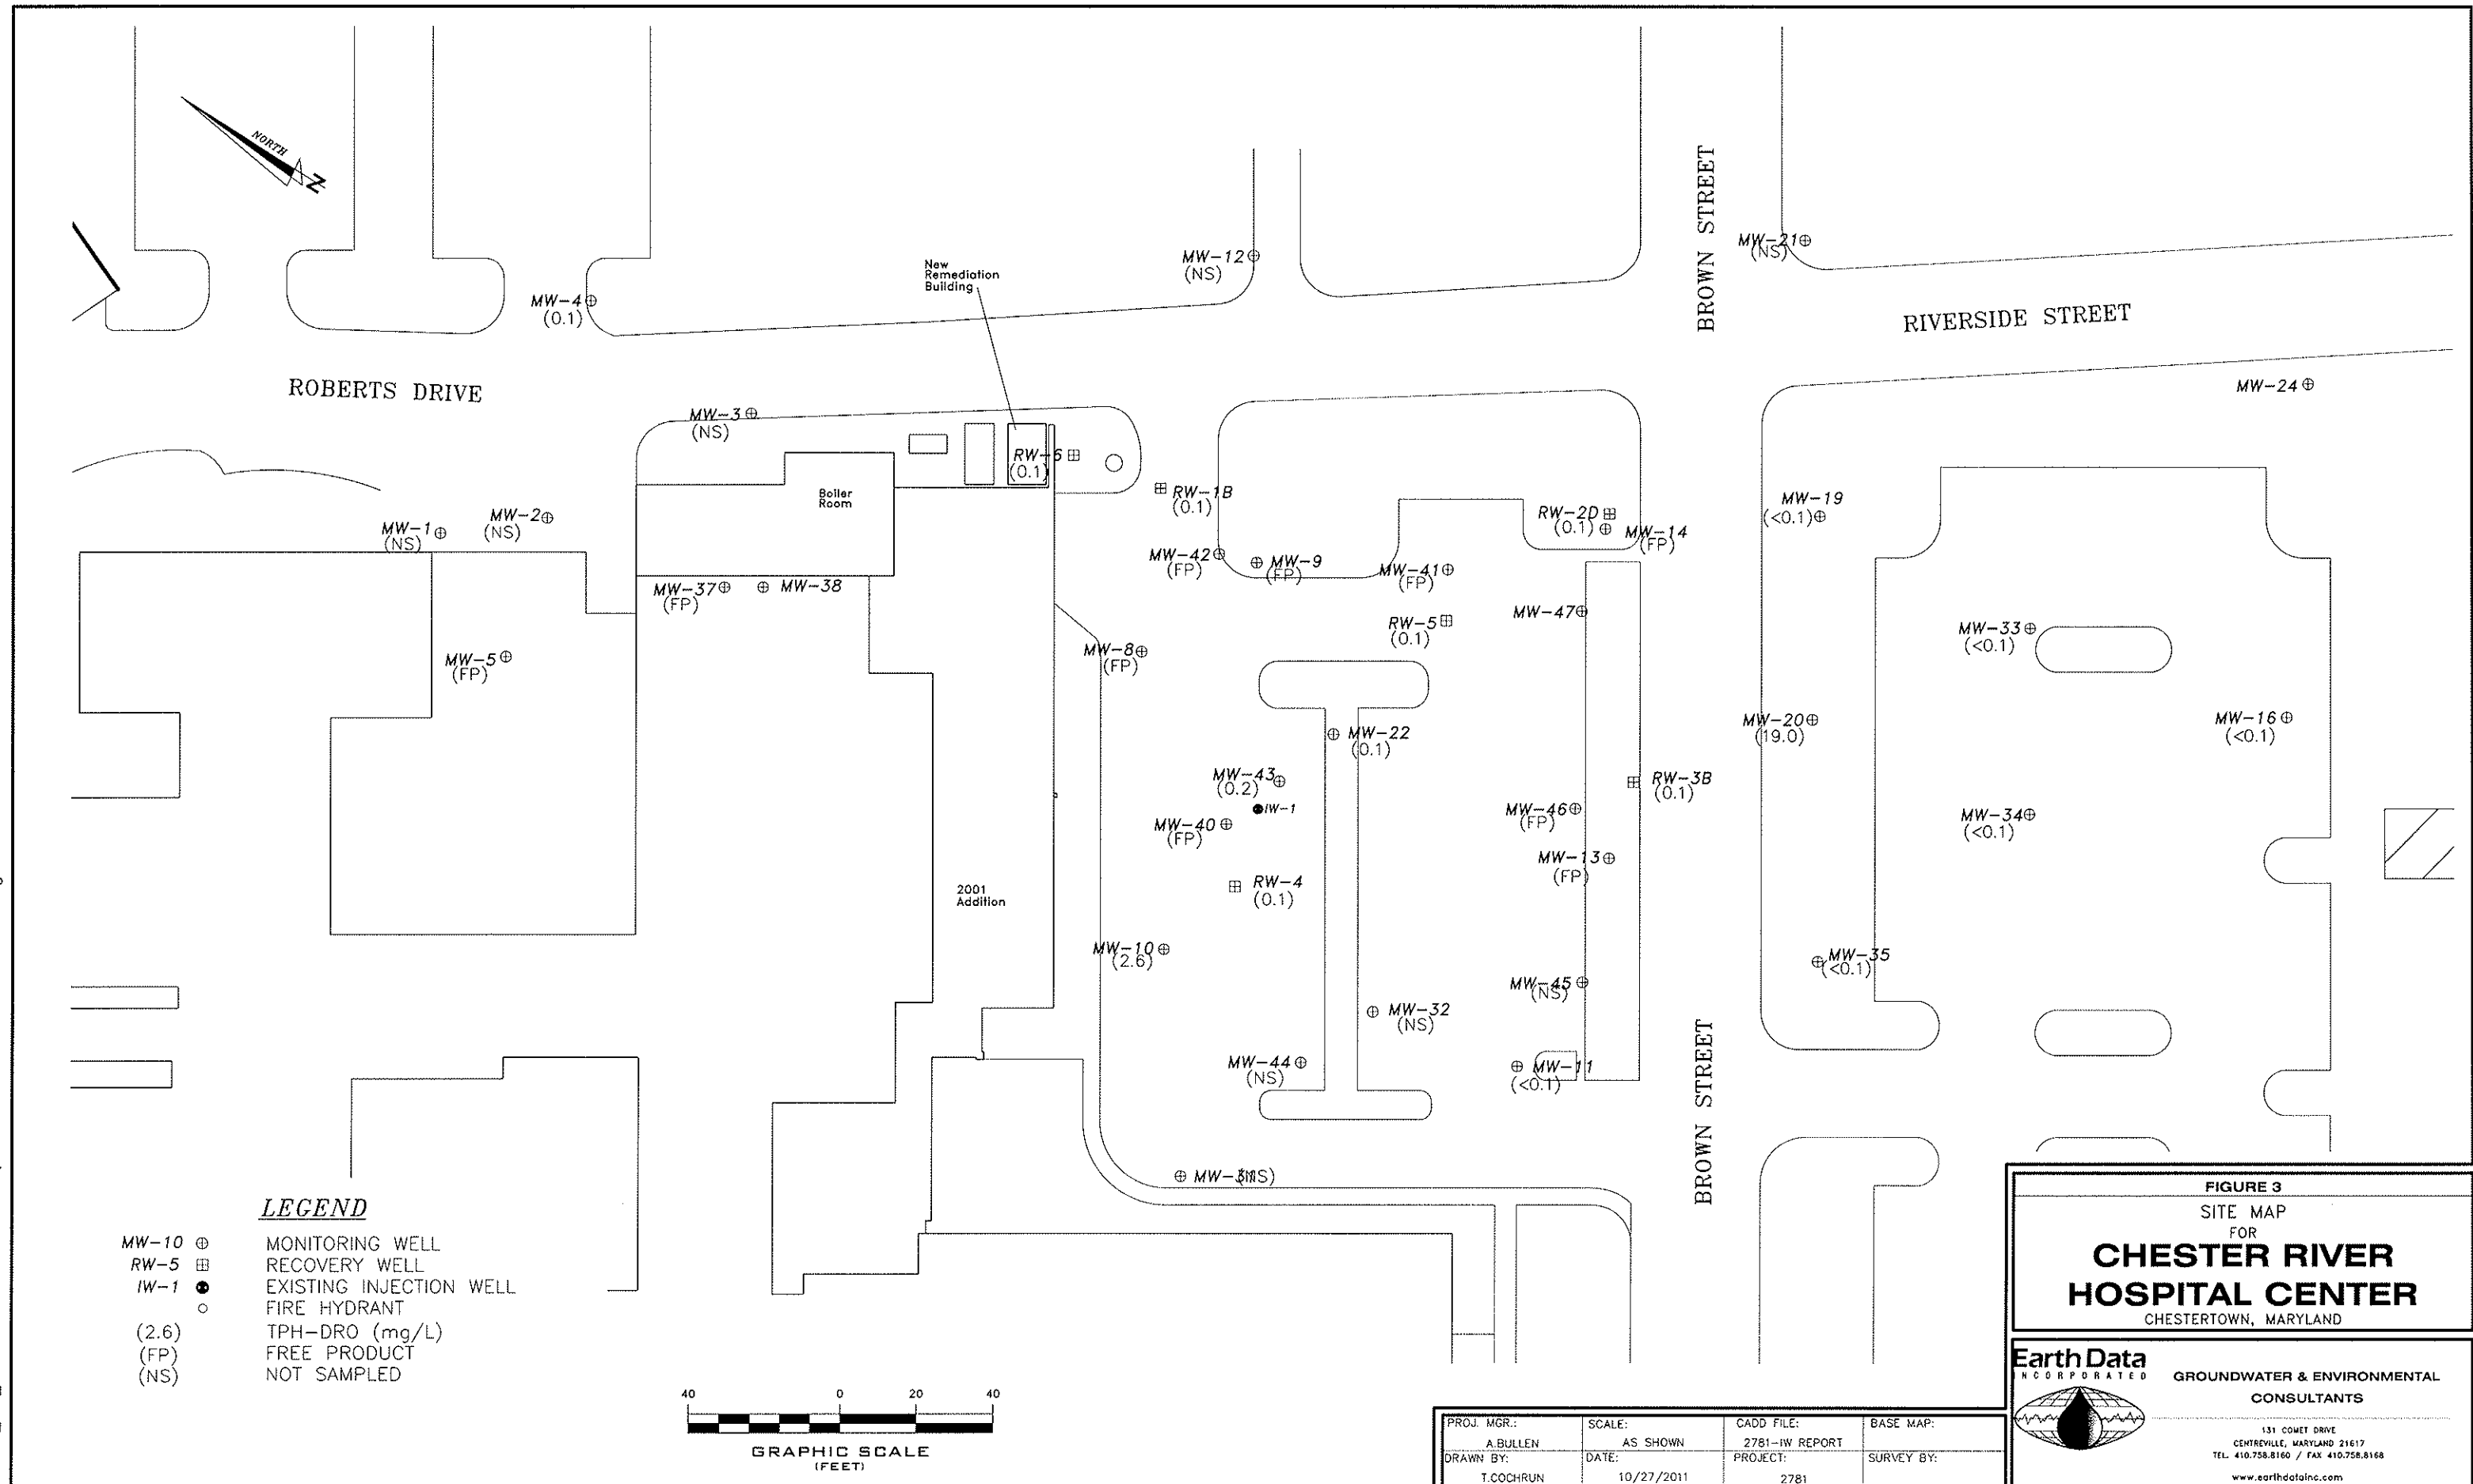 NORTH
N
BROWN STREET
MW-21
(NS)
MW-12
(NS)
New
Remediation
Building
MW-4
(0.1)
RIVERSIDE STREET
ROBERTS DRIVE
MW-24
MW-3
(NS)
RW-6
(0.1)
Boiler
Room
RW-1B
(0.1)
RW-2D
(0.1)
MW-14
(FP)
MW-19
(<0.1)
MW-1
(NS)
MW-2
(NS)
MW-42
(FP)
MW-9
(FP)
MW-41
(FP)
MW-37
(FP)
MW-38
MW-47
RW-5
(0.1)
MW-33
(<0.1)
MW-5
(FP)
MW-8
(FP)
MW-22
(0.1)
MW-20
(19.0)
MW-16
(<0.1)
MW-43
(0.2)
IW-1
RW-3B
(0.1)
MW-40
(FP)
MW-46
(FP)
MW-34
(<0.1)
MW-13
(FP)
RW-4
(0.1)
2001
Addition
MW-10
(2.6)
MW-35
(<0.1)
MW-45
(NS)
MW-32
(NS)
MW-44
(NS)
MW-11
(<0.1)
BROWN STREET
MW-31
(NS)
LEGEND
MW-10 MONITORING WELL
RW-5 RECOVERY WELL
IW-1 EXISTING INJECTION WELL
FIRE HYDRANT
(2.6) TPH-DRO (mg/L)
(FP) FREE PRODUCT
(NS) NOT SAMPLED
40 0 20 40
GRAPHIC SCALE
(FEET)
FIGURE 3
SITE MAP
FOR
CHESTER RIVER
HOSPITAL CENTER
CHESTERTOWN, MARYLAND
Earth Data
INCORPORATED
GROUNDWATER & ENVIRONMENTAL
CONSULTANTS
131 COMET DRIVE
CENTREVILLE, MARYLAND 21617
TEL. 410.758.8160 / FAX 410.758.8168
www.earthdatainc.com
PROJ. MGR.: SCALE: CADD FILE: BASE MAP:
A.BULLEN AS SHOWN 2781-IW REPORT
DRAWN BY: DATE: PROJECT: SURVEY BY:
T.COCHRUN 10/27/2011 2781